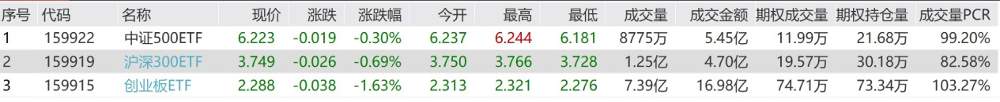 序号 代码 名称 现价 涨跌 涨跌幅 今开 最高 最低 成交量 成交金额 期权成交量 期权持仓量 成交量PCR
1 159922 中证500ETF 6.223 -0.019 -0.30% 6.237 6.244 6.181 8775万 5.45亿 11.99万 21.68万 99.20%
2 159919 沪深300ETF 3.749 -0.026 -0.69% 3.750 3.766 3.728 1.25亿 4.70亿 19.57万 30.18万 82.58%
3 159915 创业板ETF 2.288 -0.038 -1.63% 2.313 2.321 2.276 7.39亿 16.98亿 74.71万 73.34万 103.27%